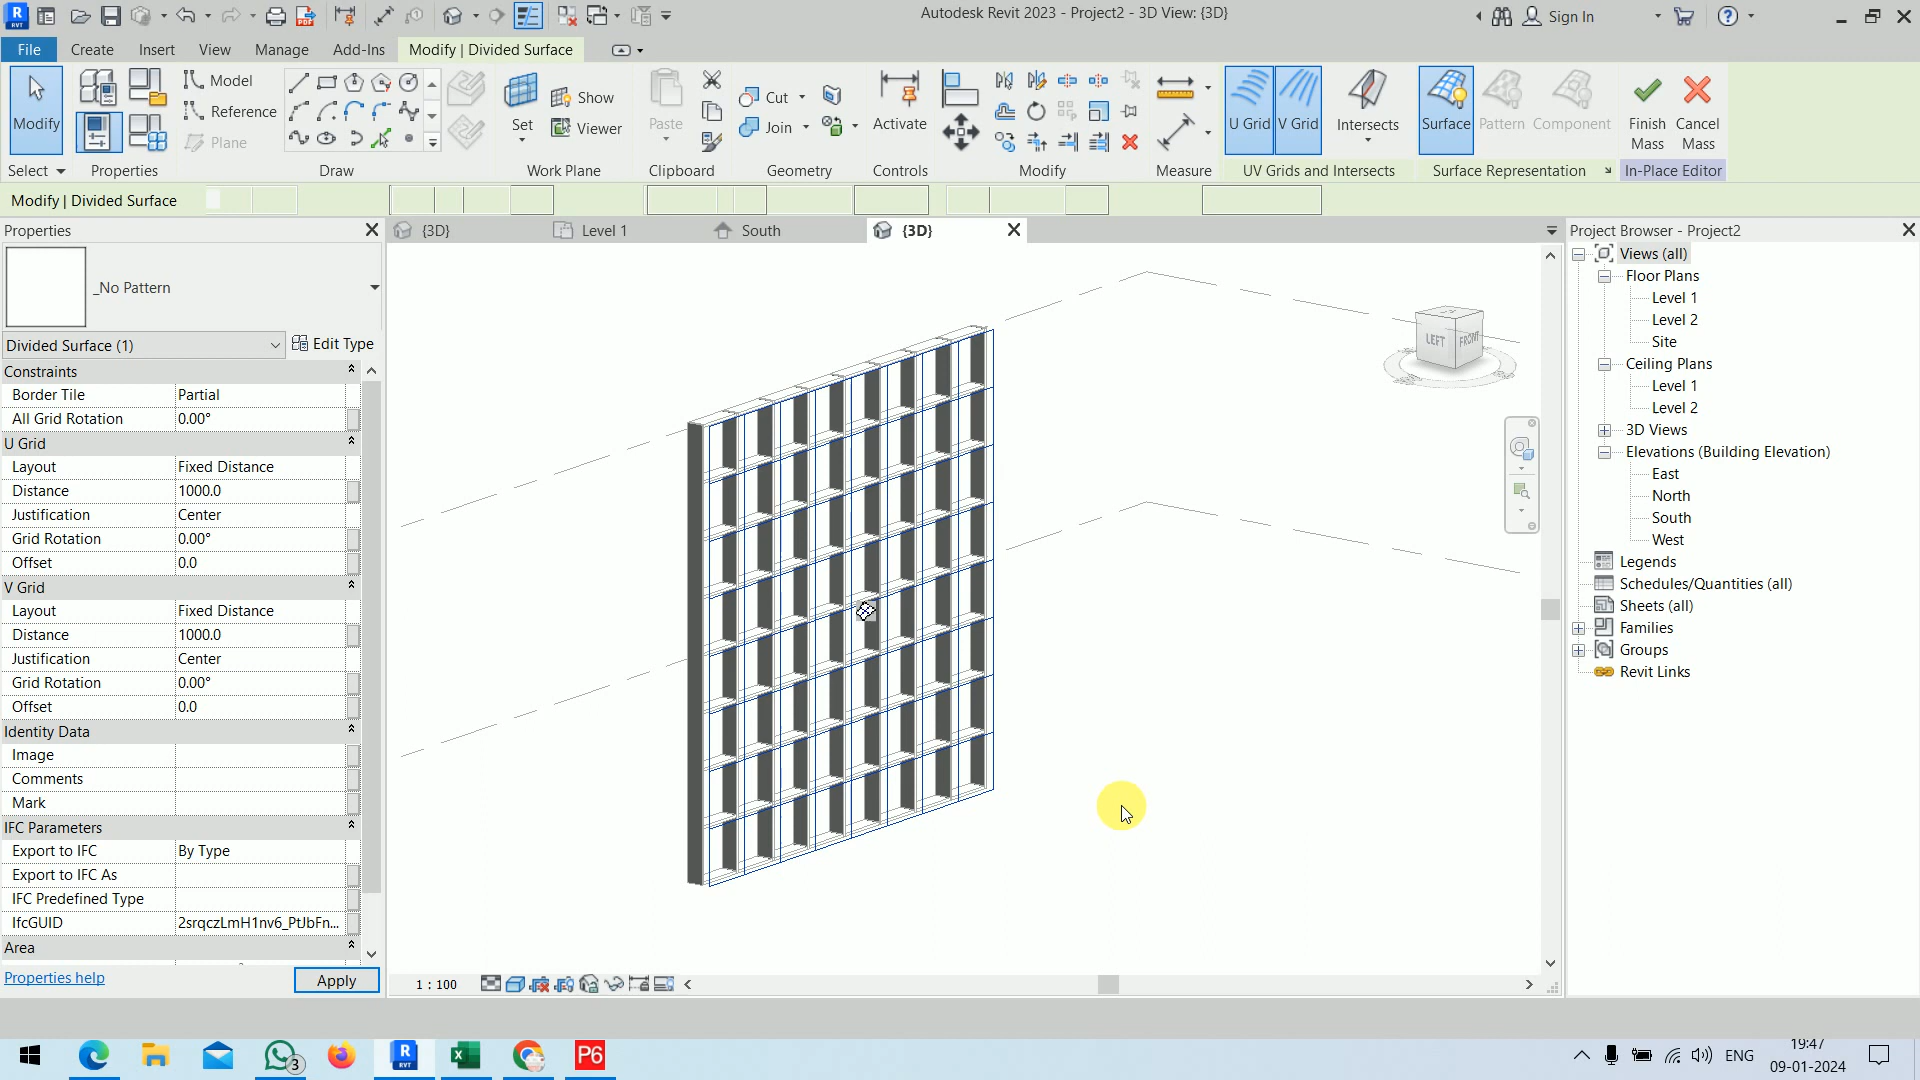 Autodesk Revit 2023 - Project2 - 3D View: {3D}
Sign In
File
Create
Insert
View
Manage
Add-Ins
Modify | Divided Surface
Modify
Model
Reference
Plane
Set
Show
Viewer
Paste
Cut
Join
Activate
U Grid
V Grid
Intersects
Surface
Pattern
Component
Finish
Mass
Cancel
Mass
Select
Properties
Draw
Work Plane
Clipboard
Geometry
Controls
Modify
Measure
UV Grids and Intersects
Surface Representation
In-Place Editor
Modify | Divided Surface
Properties
_No Pattern
Divided Surface (1)
Edit Type
Constraints
Border Tile Partial
All Grid Rotation 0.00°
U Grid
Layout Fixed Distance
Distance 1000.0
Justification Center
Grid Rotation 0.00°
Offset 0.0
V Grid
Layout Fixed Distance
Distance 1000.0
Justification Center
Grid Rotation 0.00°
Offset 0.0
Identity Data
Image
Comments
Mark
IFC Parameters
Export to IFC By Type
Export to IFC As
IFC Predefined Type
IfcGUID 2srqczLmH1nv6_PtJbFn...
Area
Properties help
Apply
{3D}
Level 1
South
{3D}
LEFT
FRONT
1 : 100
Project Browser - Project2
Views (all)
Floor Plans
Level 1
Level 2
Site
Ceiling Plans
Level 1
Level 2
3D Views
Elevations (Building Elevation)
East
North
South
West
Legends
Schedules/Quantities (all)
Sheets (all)
Families
Groups
Revit Links
3
R
RVT
P6
ENG
19:47
09-01-2024